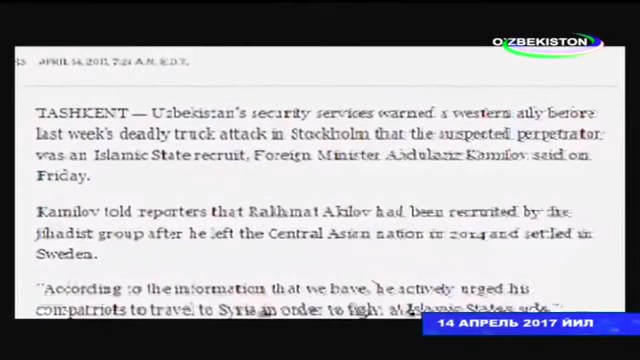 O'ZBEKISTON
APRIL 14, 2017, 7:24 A.M. E.D.T.
TASHKENT — Uzbekistan's security services warned a western ally before
last week's deadly truck attack in Stockholm that the suspected perpetrator
was an Islamic State recruit, Foreign Minister Abdulaziz Kamilov said on
Friday.
Kamilov told reporters that Rakhmat Akilov had been recruited by the
jihadist group after he left the Central Asian nation in 2014 and settled in
Sweden.
"According to the information that we have, he actively urged his
compatriots to travel to Syria in order to fight at Islamic State's side,"
14 АПРЕЛЬ 2017 ЙИЛ